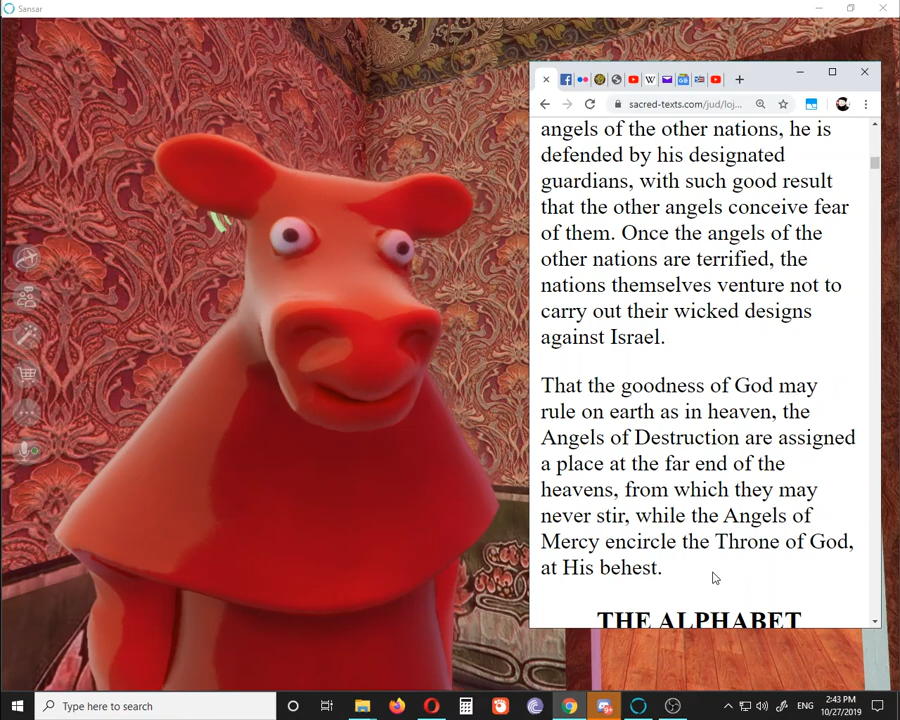 Sansar
sacred-texts.com/jud/loj...
angels of the other nations, he is
defended by his designated
guardians, with such good result
that the other angels conceive fear
of them. Once the angels of the
other nations are terrified, the
nations themselves venture not to
carry out their wicked designs
against Israel.
That the goodness of God may
rule on earth as in heaven, the
Angels of Destruction are assigned
a place at the far end of the
heavens, from which they may
never stir, while the Angels of
Mercy encircle the Throne of God,
at His behest.
THE ALPHABET
Type here to search
ENG
2:43 PM
10/27/2019